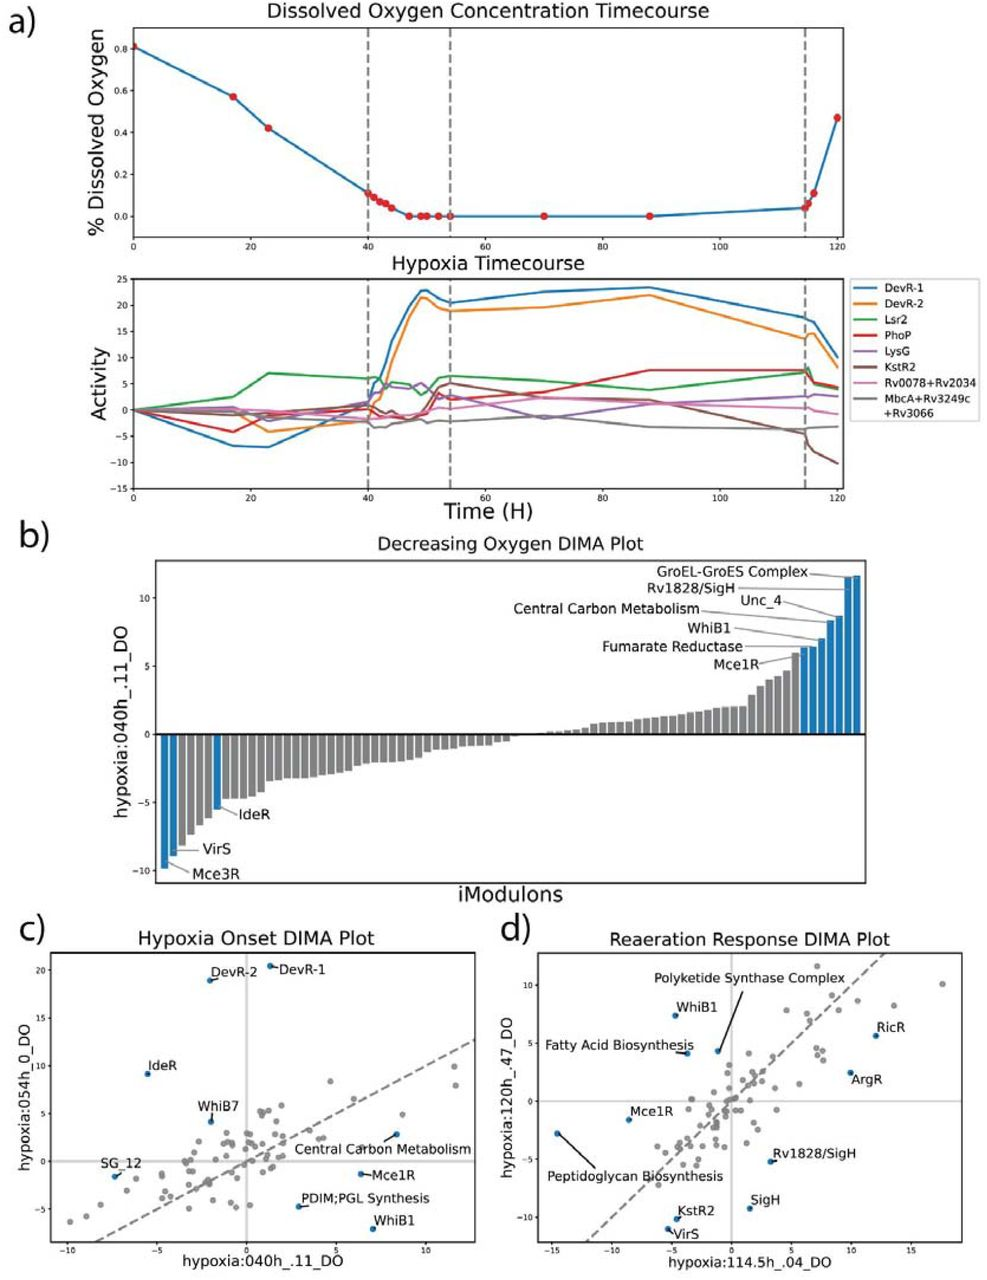 a)
Dissolved Oxygen Concentration Timecourse
% Dissolved Oxygen
0.8
0.6
0.4
0.2
0.0
0 20 40 60 80 100 120
Hypoxia Timecourse
Activity
25
20
15
10
5
0
−5
−10
−15
0 20 40 60 80 100 120
Time (H)
DevR-1
DevR-2
Lsr2
PhoP
LysG
KstR2
Rv0078+Rv2034
MbcA+Rv3249c
+Rv3066
b)
Decreasing Oxygen DIMA Plot
hypoxia:040h_.11_DO
10
5
0
−5
−10
GroEL-GroES Complex
Rv1828/SigH
Unc_4
Central Carbon Metabolism
WhiB1
Fumarate Reductase
Mce1R
IdeR
VirS
Mce3R
iModulons
c)
Hypoxia Onset DIMA Plot
hypoxia:054h_0_DO
20
15
10
5
0
−5
DevR-2
DevR-1
IdeR
WhiB7
Central Carbon Metabolism
SG_12
Mce1R
PDIM;PGL Synthesis
WhiB1
−10 −5 0 5 10
hypoxia:040h_.11_DO
d)
Reaeration Response DIMA Plot
hypoxia:120h_.47_DO
10
5
0
−5
−10
Polyketide Synthase Complex
WhiB1
RicR
Fatty Acid Biosynthesis
ArgR
Mce1R
Rv1828/SigH
Peptidoglycan Biosynthesis
SigH
KstR2
VirS
−15 −10 −5 0 5 10 15
hypoxia:114.5h_.04_DO